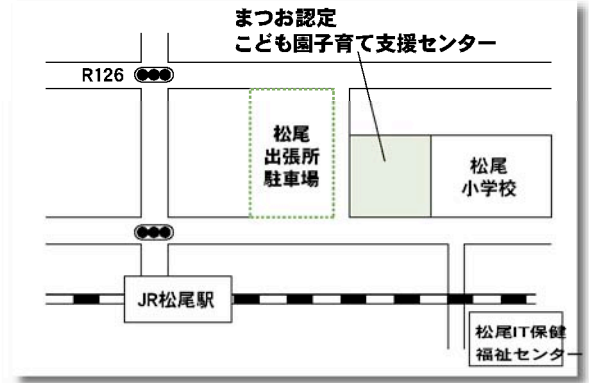 まつお認定
こども園子育て支援センター
R126
松尾
出張所
駐車場
松尾
小学校
JR松尾駅
松尾IT保健
福祉センター